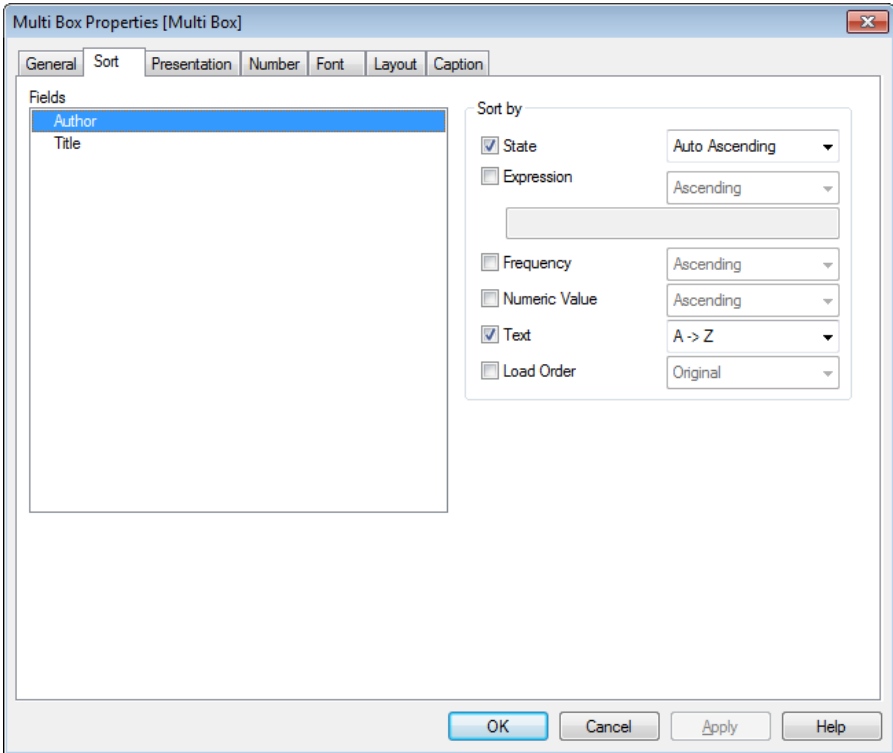 Multi Box Properties [Multi Box]
General Sort Presentation Number Font Layout Caption
Fields
Author
Title
Sort by
State Auto Ascending
Expression Ascending
Frequency Ascending
Numeric Value Ascending
Text A -> Z
Load Order Original
OK Cancel Apply Help